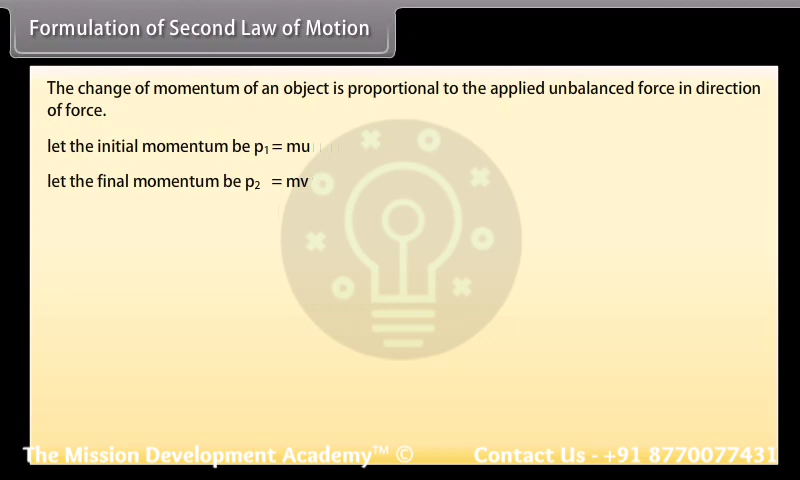 Formulation of Second Law of Motion
The change of momentum of an object is proportional to the applied unbalanced force in direction
of force.
let the initial momentum be p₁ = mu
let the final momentum be p₂ = mv
The Mission Development Academy™ © Contact Us - +91 8770077431